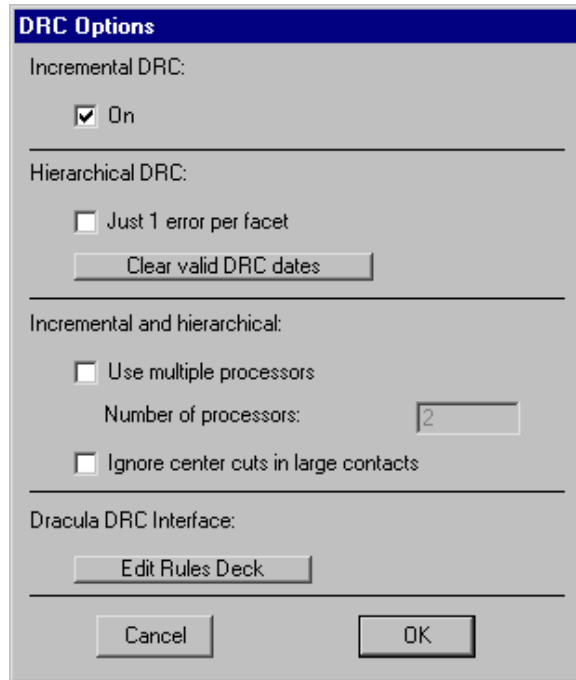 DRC Options
Incremental DRC:
On
Hierarchical DRC:
Just 1 error per facet
Clear valid DRC dates
Incremental and hierarchical:
Use multiple processors
Number of processors: 2
Ignore center cuts in large contacts
Dracula DRC Interface:
Edit Rules Deck
Cancel OK